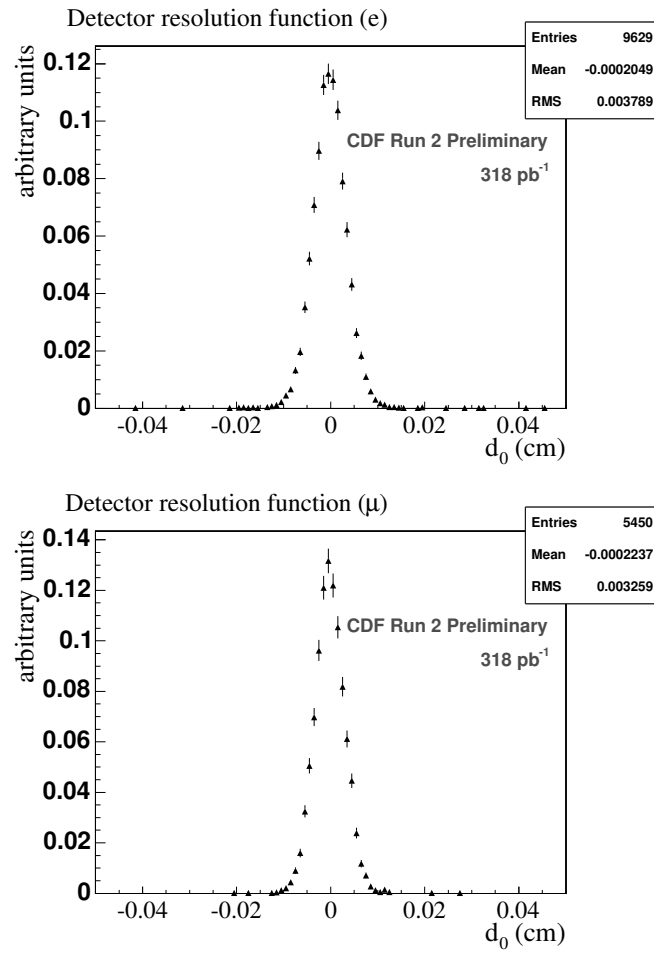 Detector resolution function (e)
Entries 9629
Mean -0.0002049
RMS 0.003789
CDF Run 2 Preliminary
318 pb⁻¹
arbitrary units
0.12
0.1
0.08
0.06
0.04
0.02
0
-0.04 -0.02 0 0.02 0.04
d₀ (cm)
Detector resolution function (μ)
Entries 5450
Mean -0.0002237
RMS 0.003259
CDF Run 2 Preliminary
318 pb⁻¹
arbitrary units
0.14
0.12
0.1
0.08
0.06
0.04
0.02
0
-0.04 -0.02 0 0.02 0.04
d₀ (cm)